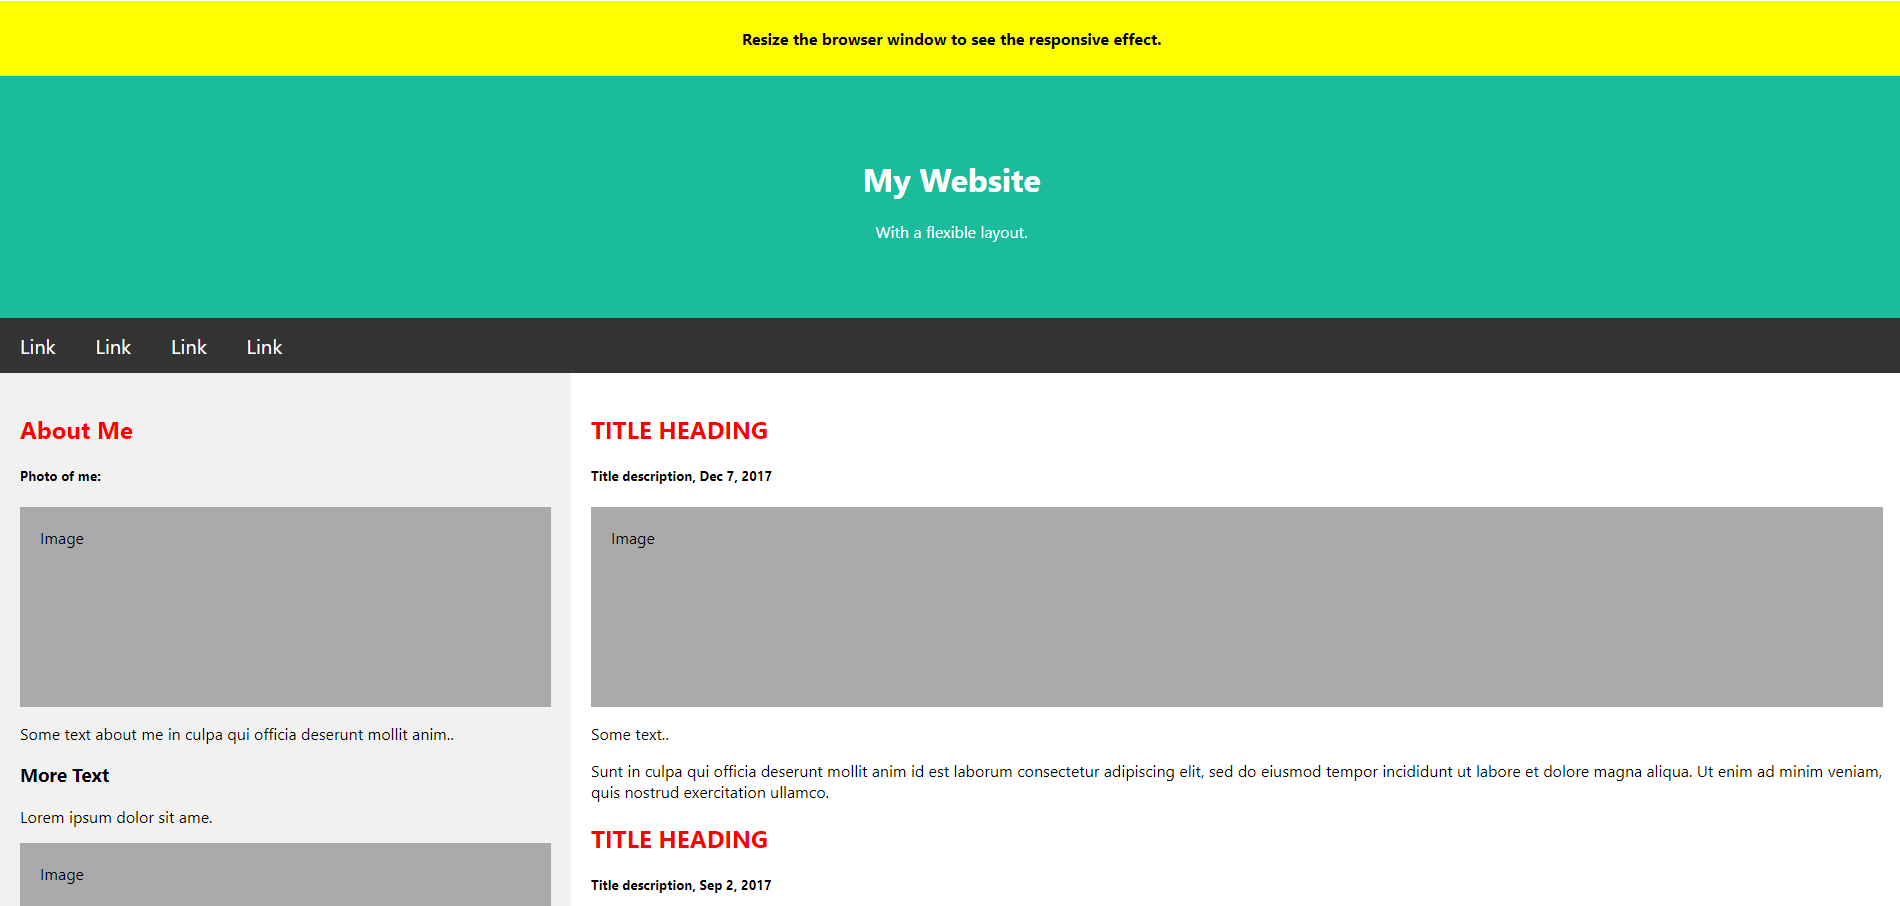 Resize the browser window to see the responsive effect.
My Website
With a flexible layout.
Link Link Link Link
About Me
Photo of me:
Image
Some text about me in culpa qui officia deserunt mollit anim..
More Text
Lorem ipsum dolor sit ame.
Image
TITLE HEADING
Title description, Dec 7, 2017
Image
Some text..
Sunt in culpa qui officia deserunt mollit anim id est laborum consectetur adipiscing elit, sed do eiusmod tempor incididunt ut labore et dolore magna aliqua. Ut enim ad minim veniam,
quis nostrud exercitation ullamco.
TITLE HEADING
Title description, Sep 2, 2017